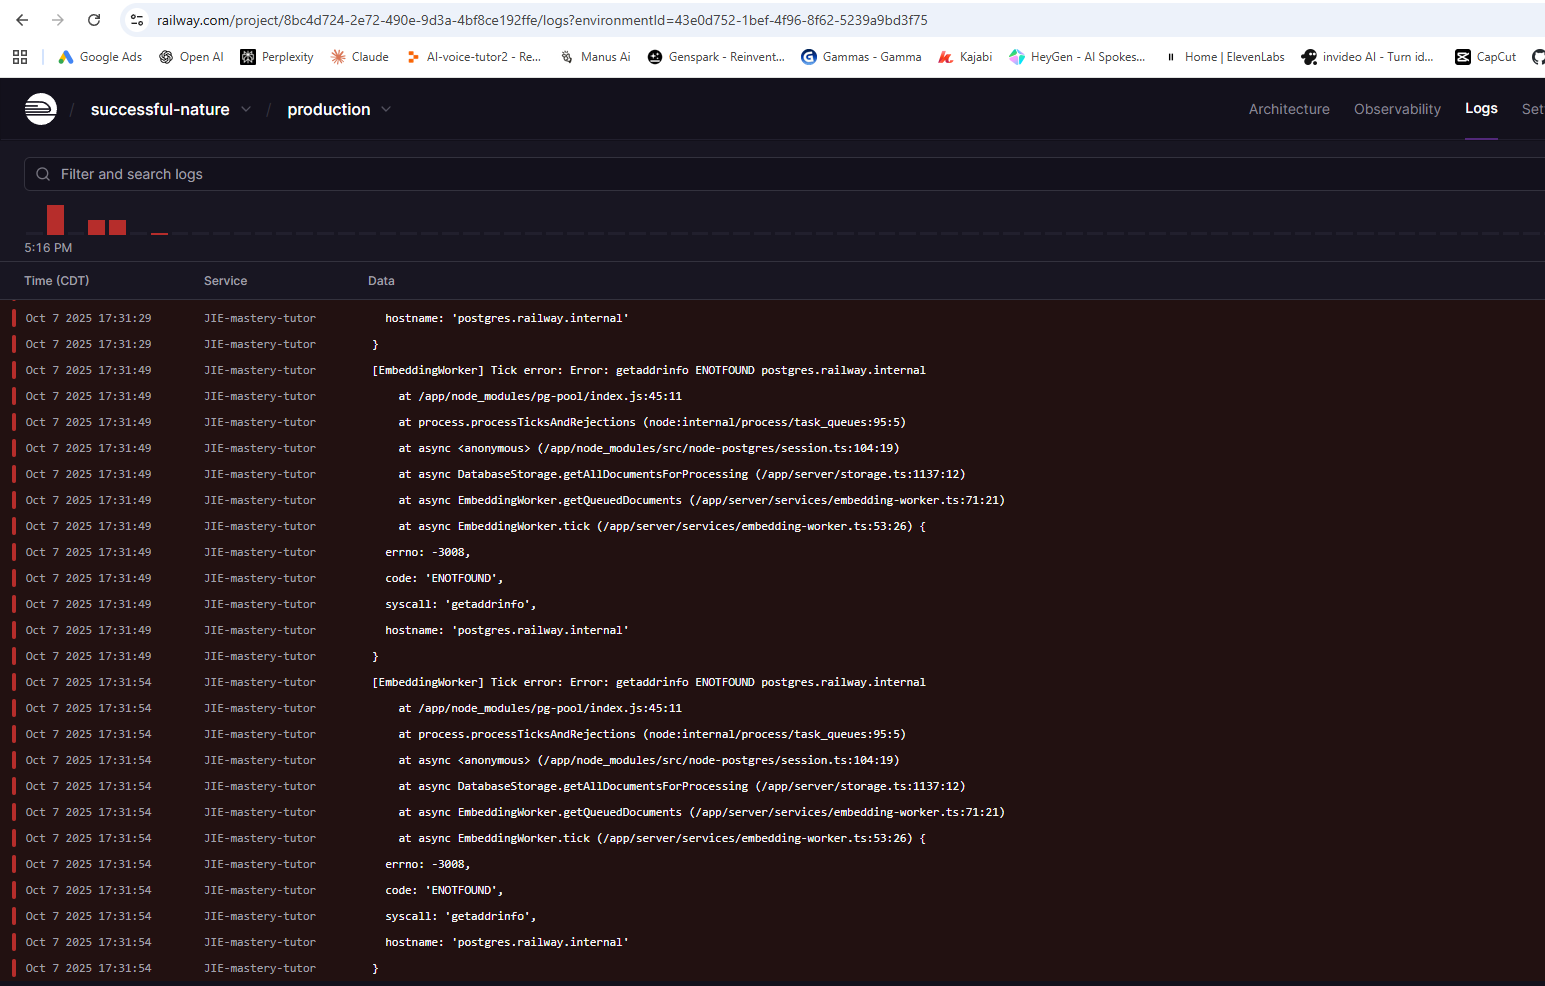 railway.com/project/8bc4d724-2e72-490e-9d3a-4bf8ce192ffe/logs?environmentId=43e0d752-1bef-4f96-8f62-5239a9bd3f75
Google Ads Open AI Perplexity Claude AI-voice-tutor2 - Re... Manus Ai Genspark - Reinvent... Gammas - Gamma Kajabi HeyGen - AI Spokes... Home | ElevenLabs invideo AI - Turn id... CapCut
/ successful-nature / production Architecture Observability Logs Set
Filter and search logs
5:16 PM
Time (CDT) Service Data
Oct 7 2025 17:31:29 JIE-mastery-tutor hostname: 'postgres.railway.internal'
Oct 7 2025 17:31:29 JIE-mastery-tutor }
Oct 7 2025 17:31:49 JIE-mastery-tutor [EmbeddingWorker] Tick error: Error: getaddrinfo ENOTFOUND postgres.railway.internal
Oct 7 2025 17:31:49 JIE-mastery-tutor at /app/node_modules/pg-pool/index.js:45:11
Oct 7 2025 17:31:49 JIE-mastery-tutor at process.processTicksAndRejections (node:internal/process/task_queues:95:5)
Oct 7 2025 17:31:49 JIE-mastery-tutor at async <anonymous> (/app/node_modules/src/node-postgres/session.ts:104:19)
Oct 7 2025 17:31:49 JIE-mastery-tutor at async DatabaseStorage.getAllDocumentsForProcessing (/app/server/storage.ts:1137:12)
Oct 7 2025 17:31:49 JIE-mastery-tutor at async EmbeddingWorker.getQueuedDocuments (/app/server/services/embedding-worker.ts:71:21)
Oct 7 2025 17:31:49 JIE-mastery-tutor at async EmbeddingWorker.tick (/app/server/services/embedding-worker.ts:53:26) {
Oct 7 2025 17:31:49 JIE-mastery-tutor errno: -3008,
Oct 7 2025 17:31:49 JIE-mastery-tutor code: 'ENOTFOUND',
Oct 7 2025 17:31:49 JIE-mastery-tutor syscall: 'getaddrinfo',
Oct 7 2025 17:31:49 JIE-mastery-tutor hostname: 'postgres.railway.internal'
Oct 7 2025 17:31:49 JIE-mastery-tutor }
Oct 7 2025 17:31:54 JIE-mastery-tutor [EmbeddingWorker] Tick error: Error: getaddrinfo ENOTFOUND postgres.railway.internal
Oct 7 2025 17:31:54 JIE-mastery-tutor at /app/node_modules/pg-pool/index.js:45:11
Oct 7 2025 17:31:54 JIE-mastery-tutor at process.processTicksAndRejections (node:internal/process/task_queues:95:5)
Oct 7 2025 17:31:54 JIE-mastery-tutor at async <anonymous> (/app/node_modules/src/node-postgres/session.ts:104:19)
Oct 7 2025 17:31:54 JIE-mastery-tutor at async DatabaseStorage.getAllDocumentsForProcessing (/app/server/storage.ts:1137:12)
Oct 7 2025 17:31:54 JIE-mastery-tutor at async EmbeddingWorker.getQueuedDocuments (/app/server/services/embedding-worker.ts:71:21)
Oct 7 2025 17:31:54 JIE-mastery-tutor at async EmbeddingWorker.tick (/app/server/services/embedding-worker.ts:53:26) {
Oct 7 2025 17:31:54 JIE-mastery-tutor errno: -3008,
Oct 7 2025 17:31:54 JIE-mastery-tutor code: 'ENOTFOUND',
Oct 7 2025 17:31:54 JIE-mastery-tutor syscall: 'getaddrinfo',
Oct 7 2025 17:31:54 JIE-mastery-tutor hostname: 'postgres.railway.internal'
Oct 7 2025 17:31:54 JIE-mastery-tutor }